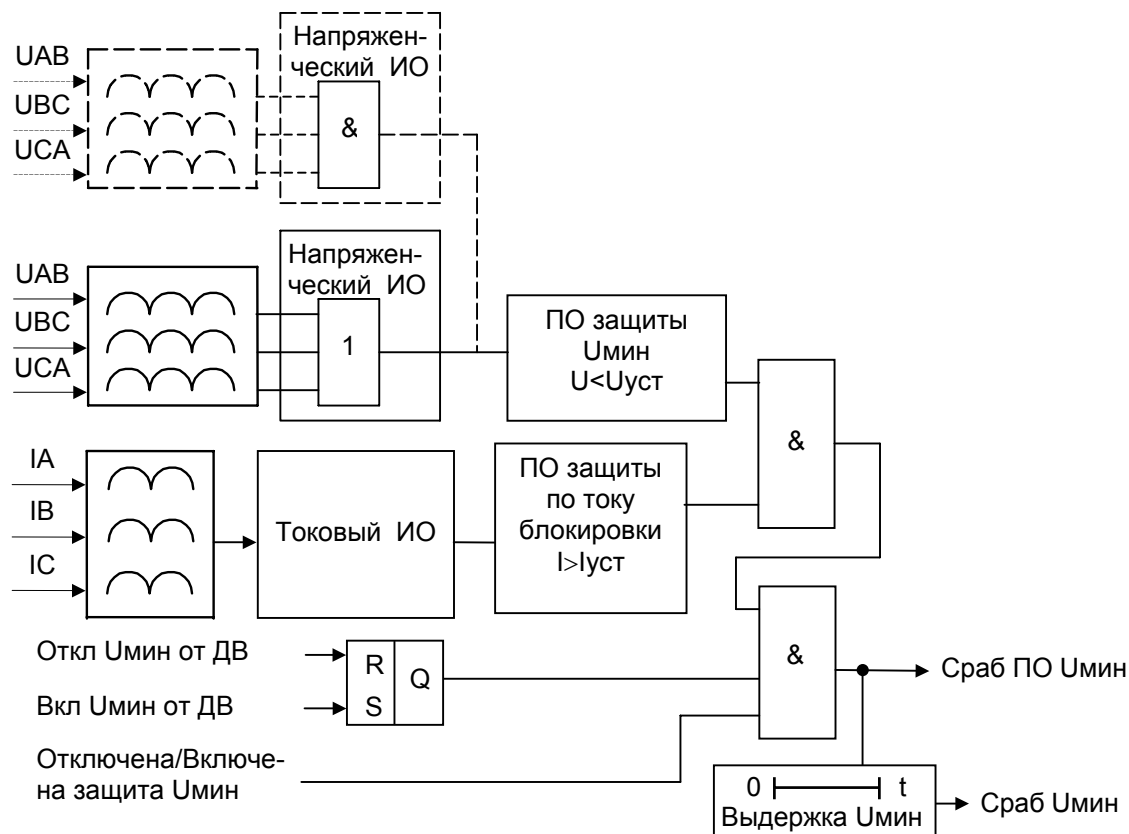 Напряжен-
ческий ИО
UAB
UBC
UCA
&
Напряжен-
ческий ИО
UAB
UBC
UCA
1
ПО защиты
Uмин
U<Uуст
&
IA
IB
IC
Токовый ИО
ПО защиты
по току
блокировки
I>Iуст
Откл Uмин от ДВ
R
Q
S
Вкл Uмин от ДВ
&
Сраб ПО Uмин
Отключена/Включе-
на защита Uмин
0 t
Выдержка Uмин
Сраб Uмин